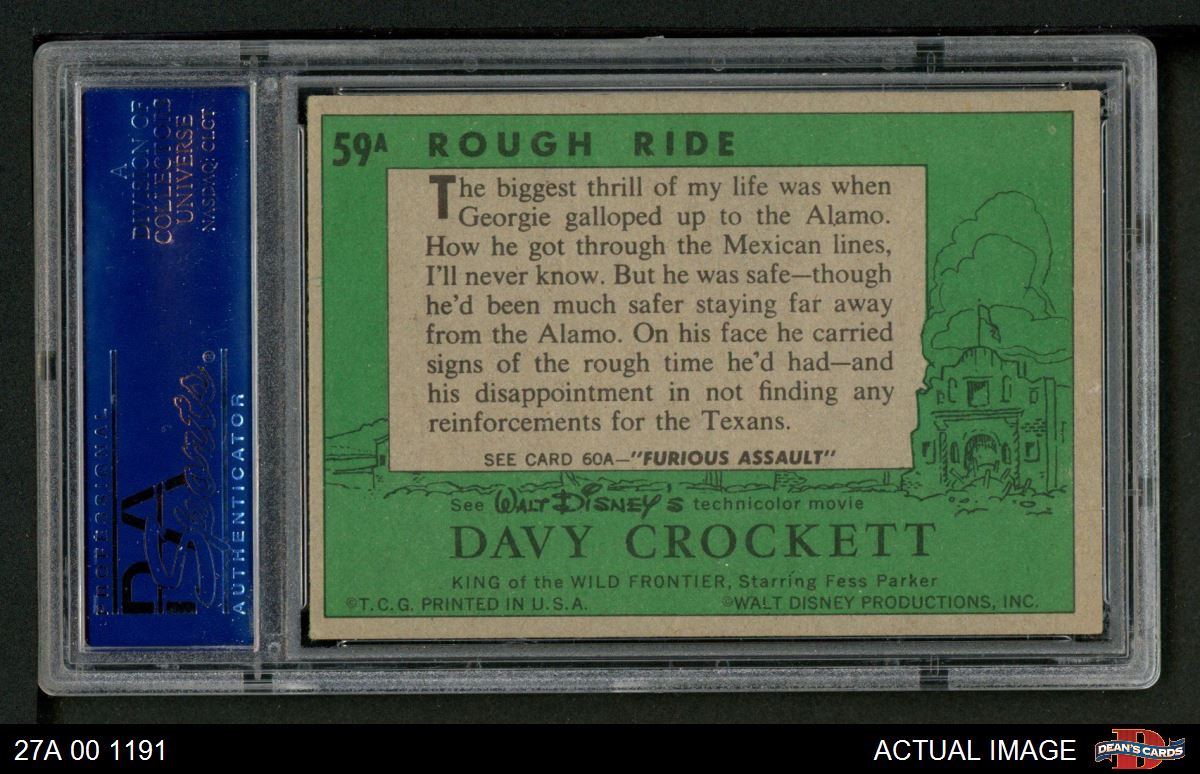 A
DIVISION OF
COLLECTORS
UNIVERSE
NASDAQ: CLCT
PROFESSIONAL
PSA
Sports®
AUTHENTICATOR
59A ROUGH RIDE
The biggest thrill of my life was when
Georgie galloped up to the Alamo.
How he got through the Mexican lines,
I'll never know. But he was safe—though
he'd been much safer staying far away
from the Alamo. On his face he carried
signs of the rough time he'd had—and
his disappointment in not finding any
reinforcements for the Texans.
SEE CARD 60A—"FURIOUS ASSAULT"
See WALT DISNEY'S technicolor movie
DAVY CROCKETT
KING of the WILD FRONTIER, Starring Fess Parker
©T.C.G. PRINTED IN U.S.A. ©WALT DISNEY PRODUCTIONS, INC.
27A 00 1191 ACTUAL IMAGE
DEAN'S CARDS